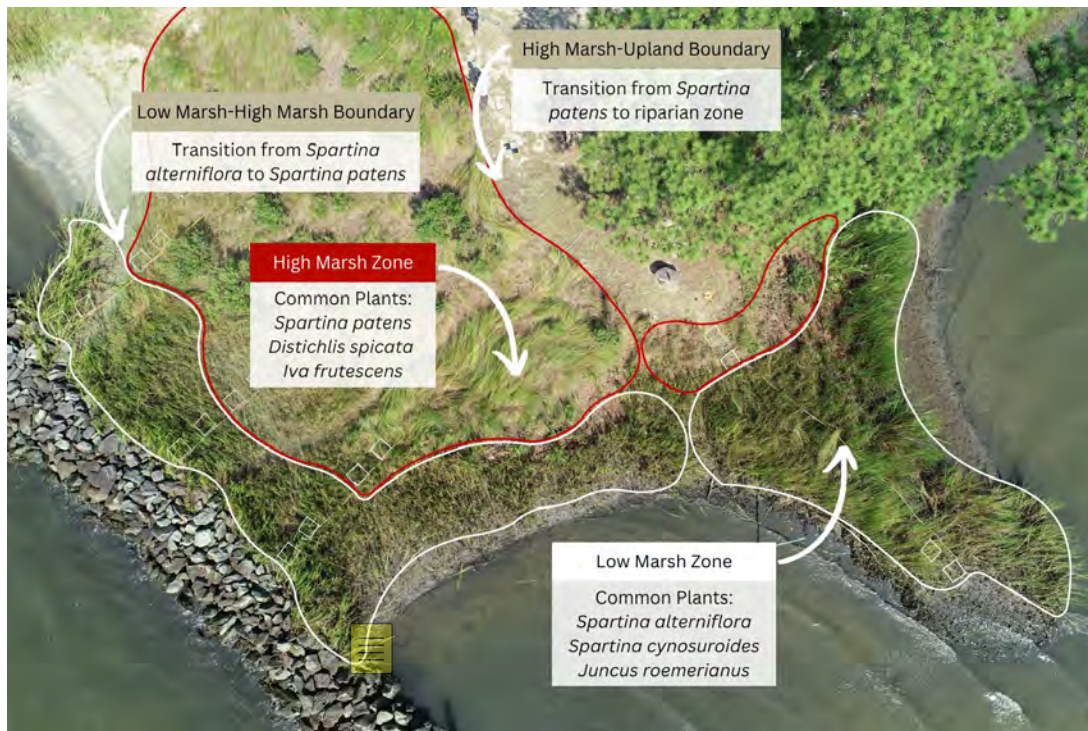 High Marsh-Upland Boundary
Transition from Spartina
patens to riparian zone
Low Marsh-High Marsh Boundary
Transition from Spartina
alterniflora to Spartina patens
High Marsh Zone
Common Plants:
Spartina patens
Distichlis spicata
Iva frutescens
Low Marsh Zone
Common Plants:
Spartina alterniflora
Spartina cynosuroides
Juncus roemerianus